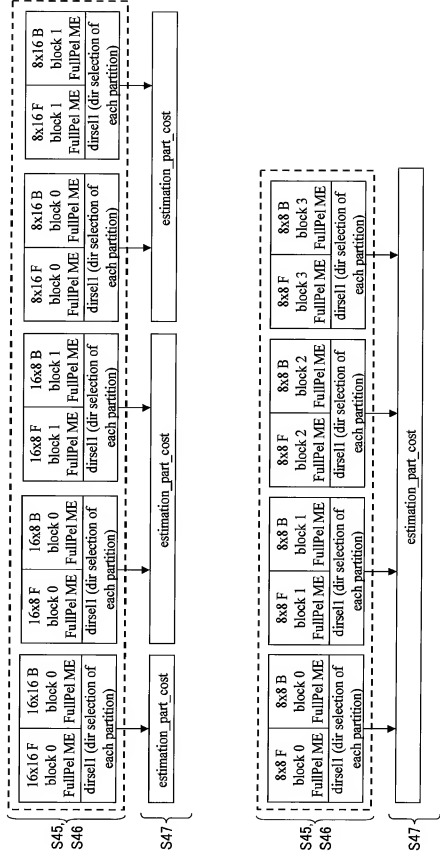 S45,
S46
16x16 F
block 0
FullPel ME
16x16 B
block 0
FullPel ME
dirsel1 (dir selection of
each partition)
16x8 F
block 0
FullPel ME
16x8 B
block 0
FullPel ME
dirsel1 (dir selection of
each partition)
16x8 F
block 1
FullPel ME
16x8 B
block 1
FullPel ME
dirsel1 (dir selection of
each partition)
8x16 F
block 0
FullPel ME
8x16 B
block 0
FullPel ME
dirsel1 (dir selection of
each partition)
8x16 F
block 1
FullPel ME
8x16 B
block 1
FullPel ME
dirsel1 (dir selection of
each partition)
S47
estimation_part_cost
estimation_part_cost
estimation_part_cost
S45,
S46
8x8 F
block 0
FullPel ME
8x8 B
block 0
FullPel ME
dirsel1 (dir selection of
each partition)
8x8 F
block 1
FullPel ME
8x8 B
block 1
FullPel ME
dirsel1 (dir selection of
each partition)
8x8 F
block 2
FullPel ME
8x8 B
block 2
FullPel ME
dirsel1 (dir selection of
each partition)
8x8 F
block 3
FullPel ME
8x8 B
block 3
FullPel ME
dirsel1 (dir selection of
each partition)
S47
estimation_part_cost